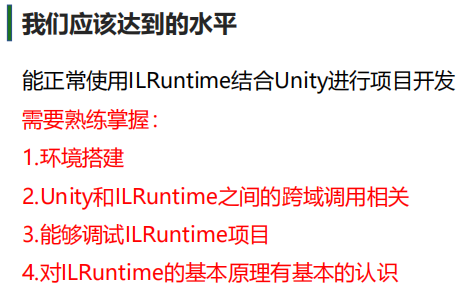 我们应该达到的水平
能正常使用ILRuntime结合Unity进行项目开发
需要熟练掌握：
1.环境搭建
2.Unity和ILRuntime之间的跨域调用相关
3.能够调试ILRuntime项目
4.对ILRuntime的基本原理有基本的认识